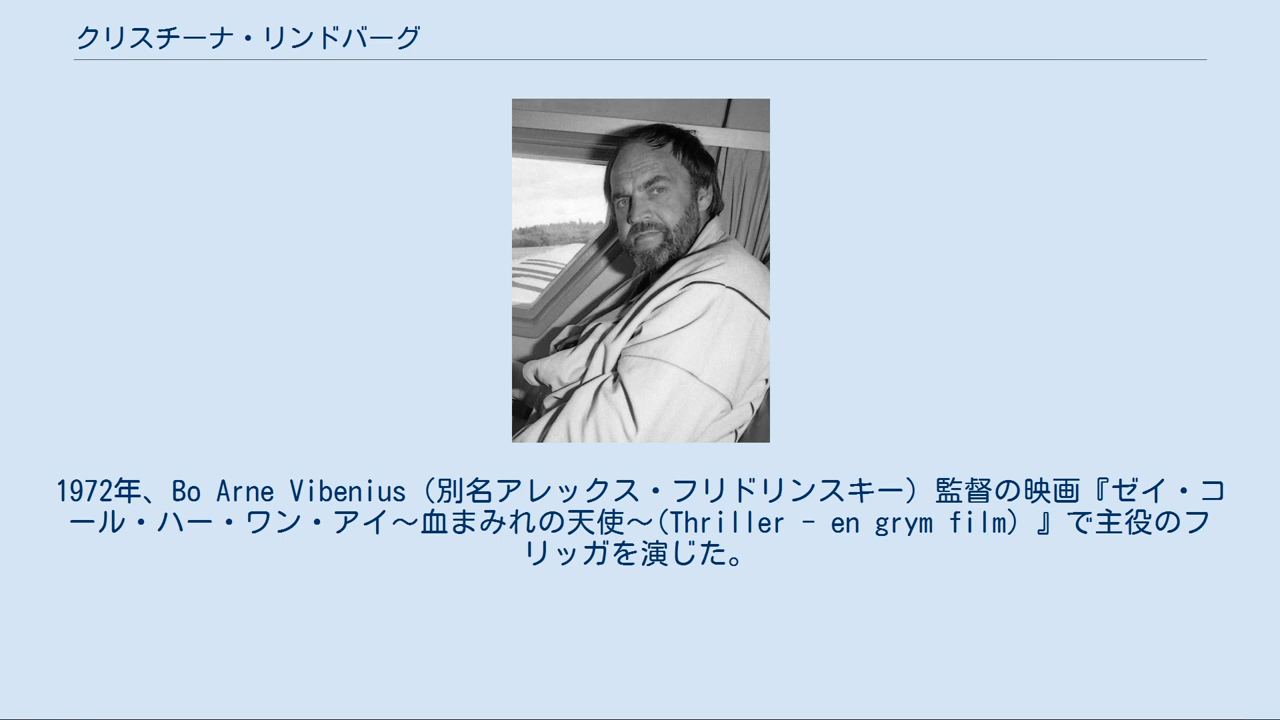 クリスチーナ・リンドバーグ
1972年、Bo Arne Vibenius（別名アレックス・フリドリンスキー）監督の映画『ゼイ・コ
ール・ハー・ワン・アイ～血まみれの天使～(Thriller - en grym film) 』で主役のフ
リッガを演じた。